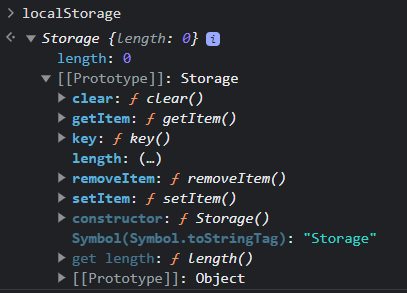 > localStorage
Storage {length: 0} i
length: 0
[[Prototype]]: Storage
clear: ƒ clear()
getItem: ƒ getItem()
key: ƒ key()
length: (…)
removeItem: ƒ removeItem()
setItem: ƒ setItem()
constructor: ƒ Storage()
Symbol(Symbol.toStringTag): "Storage"
get length: ƒ length()
[[Prototype]]: Object